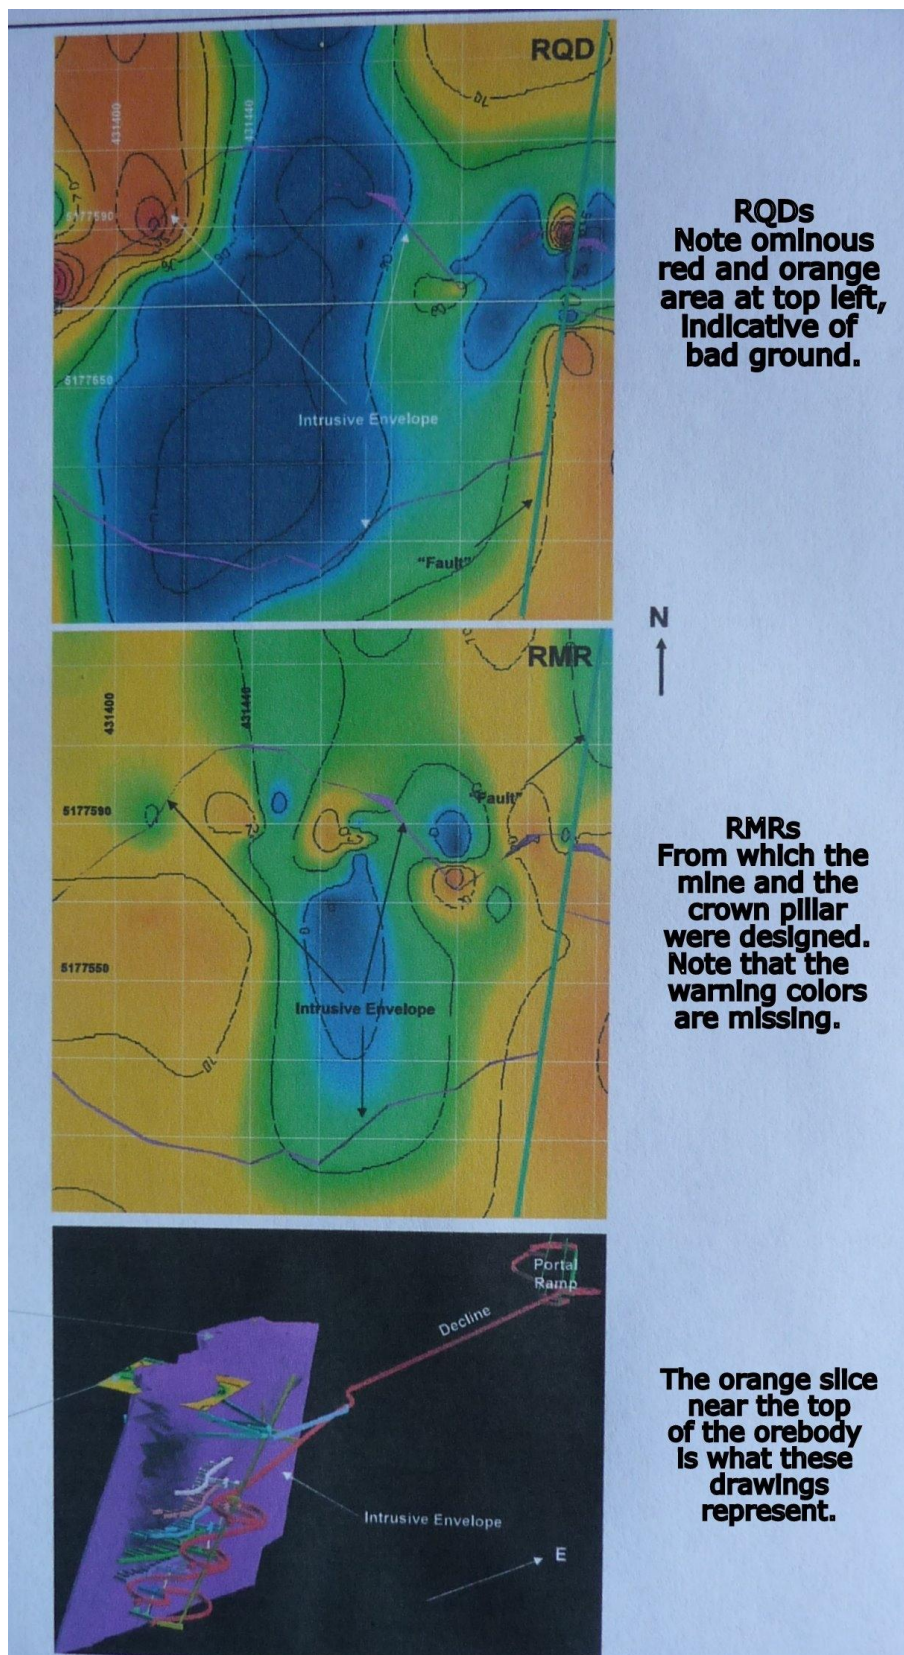 RQD
431400
431440
70
5177590
5177550
Intrusive Envelope
"Fault"
RQDs
Note ominous
red and orange
area at top left,
indicative of
bad ground.
N
RMR
431400
431440
5177590
5177550
"Fault"
Intrusive Envelope
70
RMRs
From which the
mine and the
crown pillar
were designed.
Note that the
warning colors
are missing.
Portal
Ramp
Decline
Intrusive Envelope
E
The orange slice
near the top
of the orebody
is what these
drawings
represent.